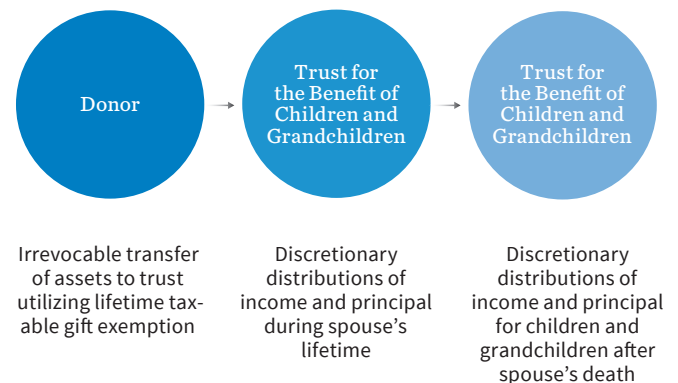 Donor
Trust for
the Benefit of
Children and
Grandchildren
Trust for
the Benefit of
Children and
Grandchildren
Irrevocable transfer
of assets to trust
utilizing lifetime tax-
able gift exemption
Discretionary
distributions of
income and principal
during spouse’s
lifetime
Discretionary
distributions of
income and principal
for children and
grandchildren after
spouse’s death